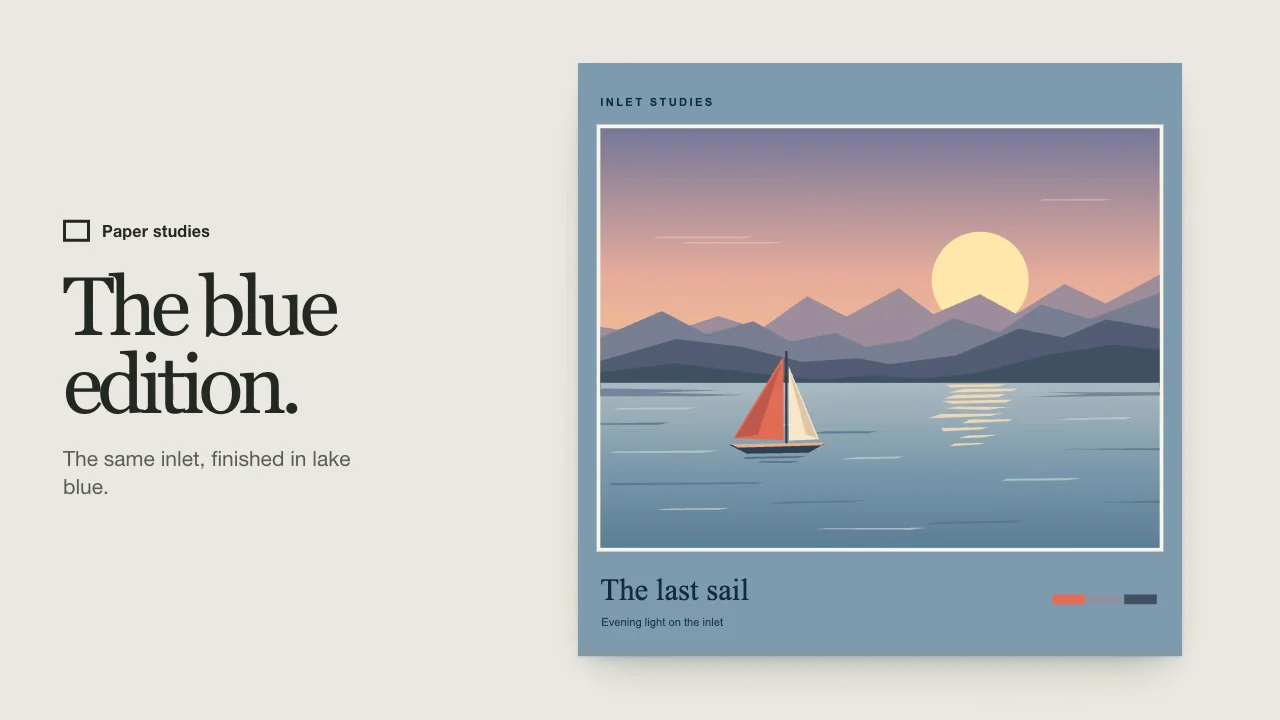 Paper studies
The blue
edition.
The same inlet, finished in lake
blue.
INLET STUDIES
The last sail
Evening light on the inlet